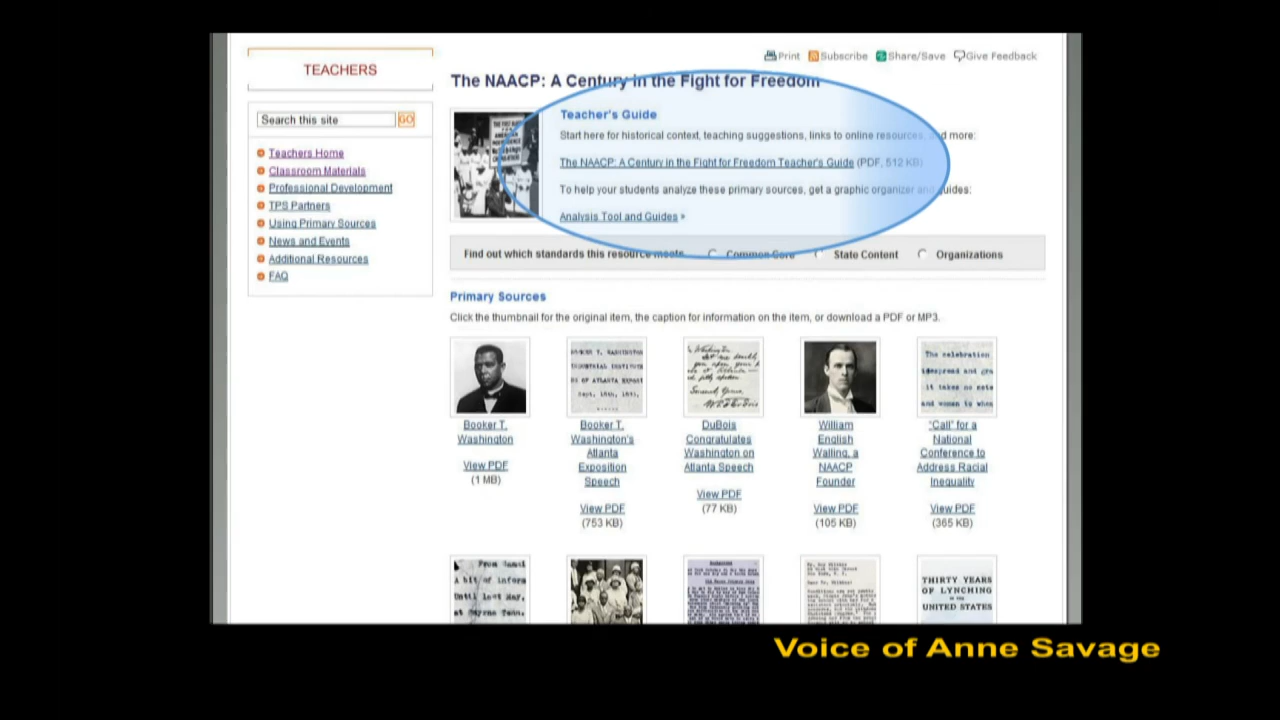 Print Subscribe Share/Save Give Feedback
TEACHERS
The NAACP: A Century in the Fight for Freedom
Search this site GO
Teachers Home
Classroom Materials
Professional Development
TPS Partners
Using Primary Sources
News and Events
Additional Resources
FAQ
Teacher's Guide
Start here for historical context, teaching suggestions, links to online resources, and more:
The NAACP: A Century in the Fight for Freedom Teacher's Guide (PDF, 512 KB)
To help your students analyze these primary sources, get a graphic organizer and guides:
Analysis Tool and Guides »
Find out which standards this resource meets Common Core State Content Organizations
Primary Sources
Click the thumbnail for the original item, the caption for information on the item, or download a PDF or MP3.
Booker T.
Washington
View PDF
(1 MB)
Booker T.
Washington's
Atlanta
Exposition
Speech
View PDF
(753 KB)
DuBois
Congratulates
Washington on
Atlanta Speech
View PDF
(77 KB)
William
English
Walling, a
NAACP
Founder
View PDF
(105 KB)
The celebration
"Call" for a
National
Conference to
Address Racial
Inequality
View PDF
(365 KB)
THIRTY YEARS
OF LYNCHING
IN THE
UNITED STATES
Voice of Anne Savage